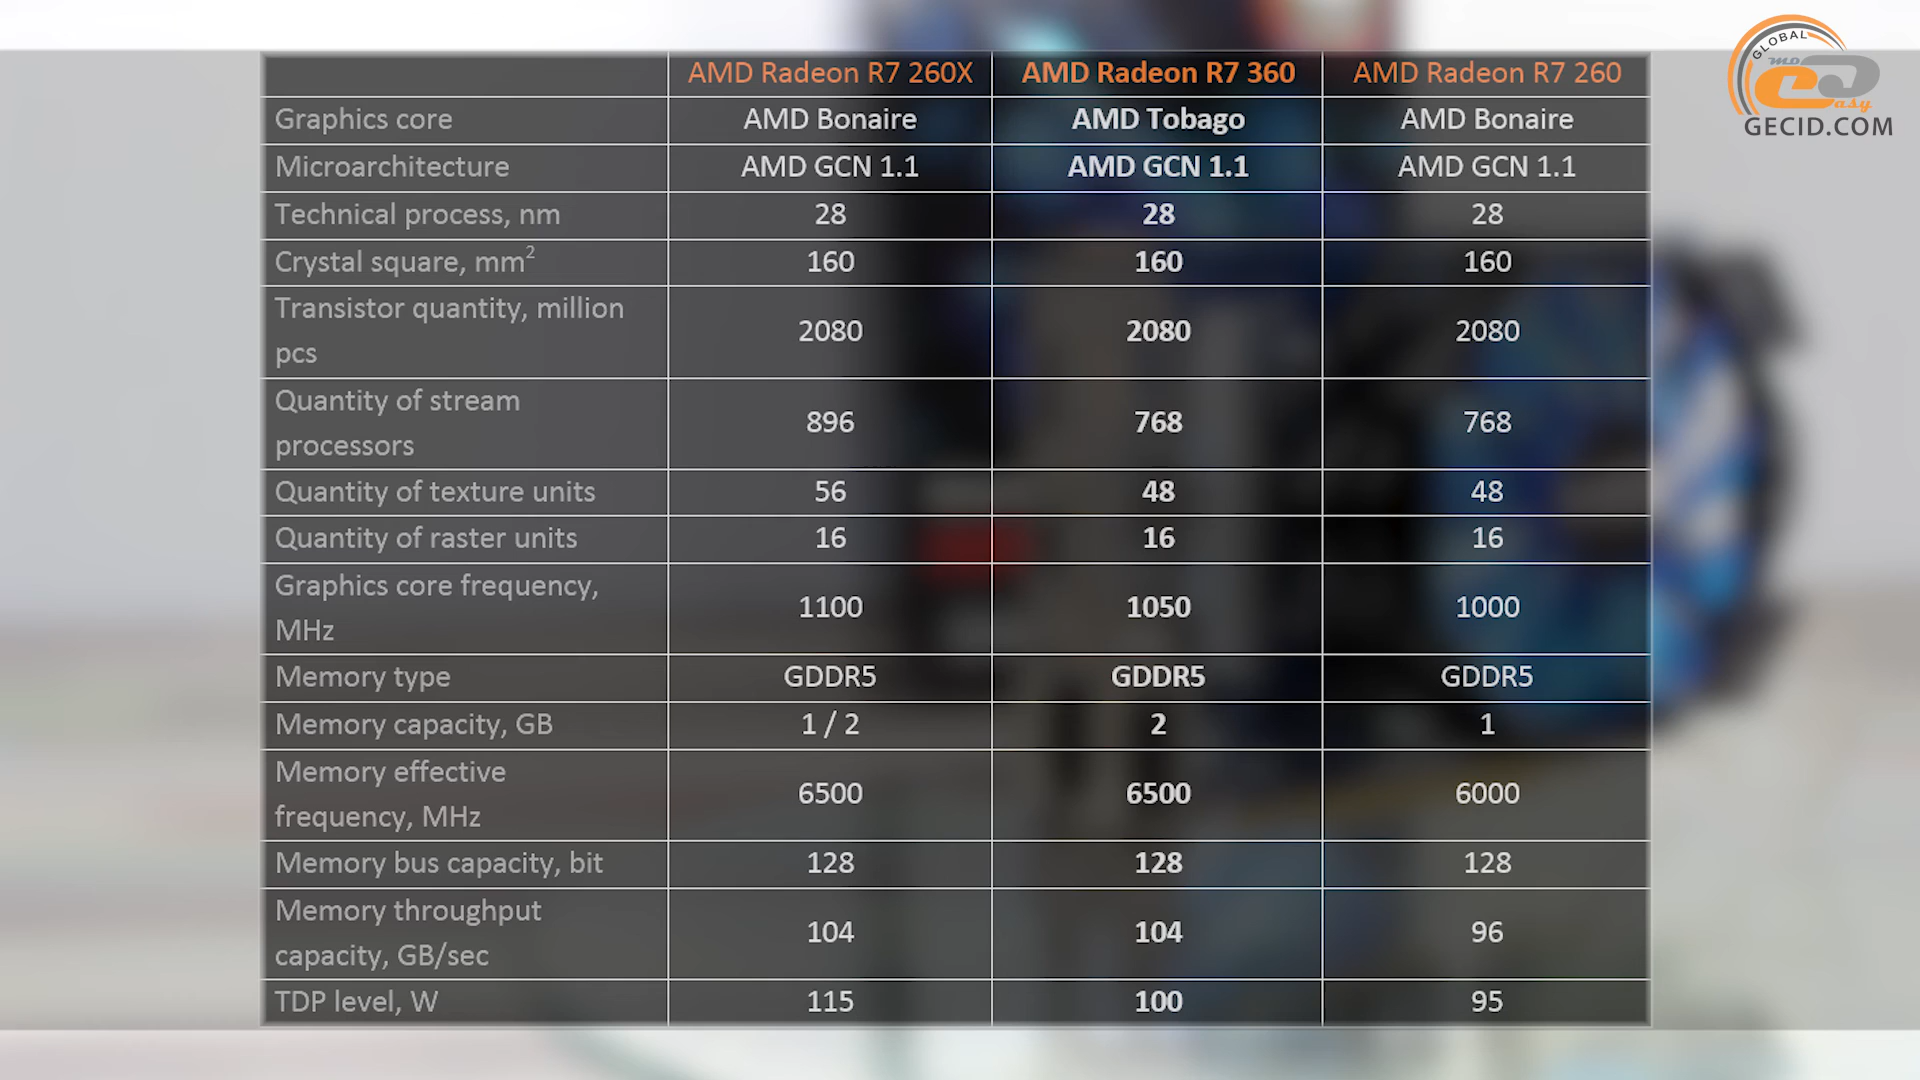 AMD Radeon R7 260X AMD Radeon R7 360 AMD Radeon R7 260
Graphics core AMD Bonaire AMD Tobago AMD Bonaire
Microarchitecture AMD GCN 1.1 AMD GCN 1.1 AMD GCN 1.1
Technical process, nm 28 28 28
Crystal square, mm² 160 160 160
Transistor quantity, million
pcs 2080 2080 2080
Quantity of stream
processors 896 768 768
Quantity of texture units 56 48 48
Quantity of raster units 16 16 16
Graphics core frequency,
MHz 1100 1050 1000
Memory type GDDR5 GDDR5 GDDR5
Memory capacity, GB 1 / 2 2 1
Memory effective
frequency, MHz 6500 6500 6000
Memory bus capacity, bit 128 128 128
Memory throughput
capacity, GB/sec 104 104 96
TDP level, W 115 100 95
GLOBAL
easy
GECID.COM